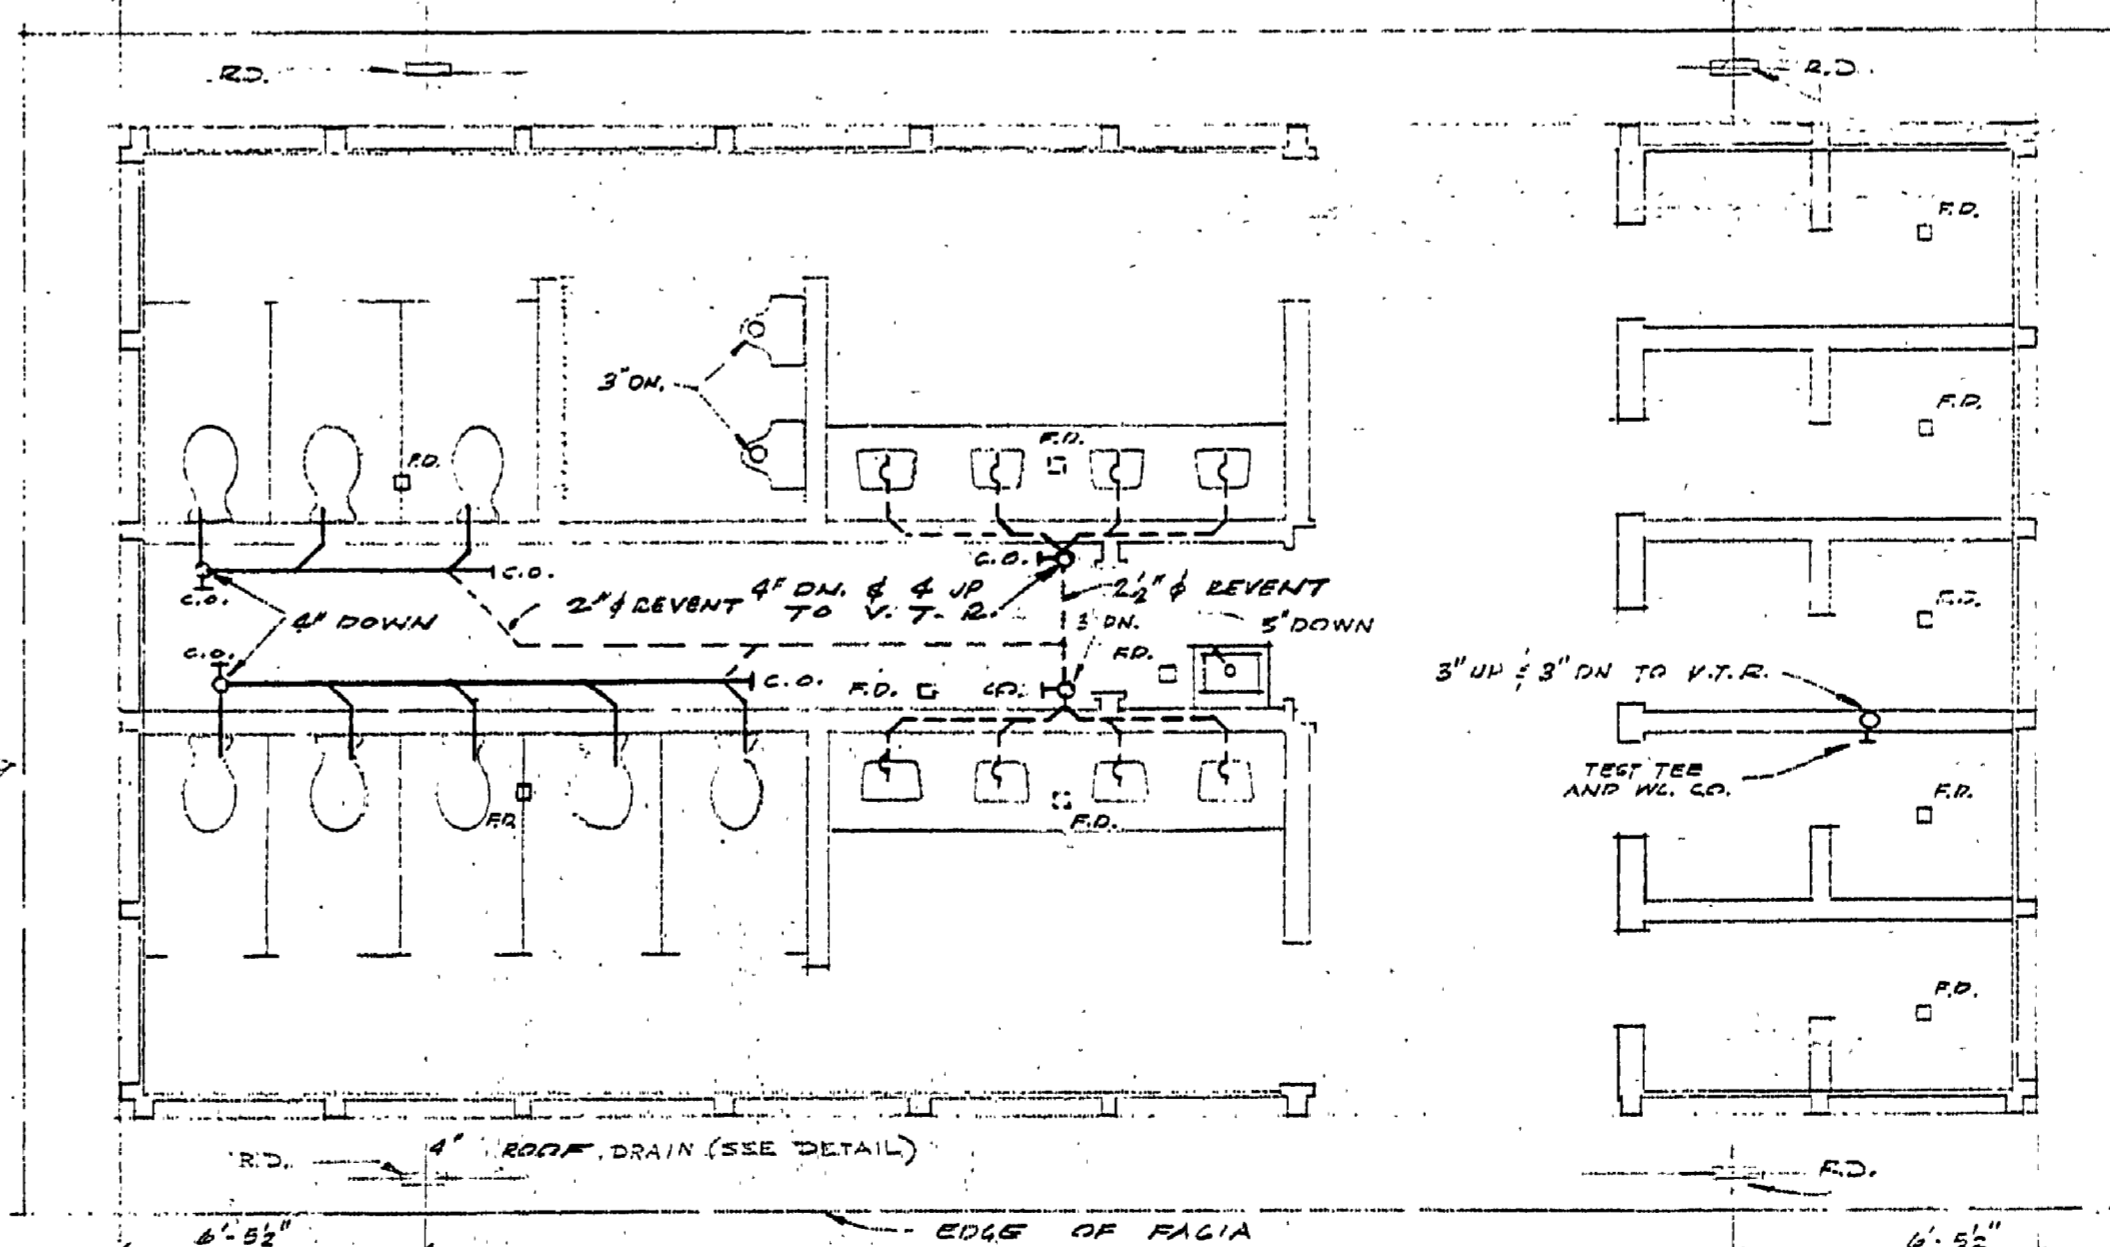 R.D.
R.D.
F.D.
3" DN.
F.D.
F.D.
F.D.
C.O.
C.O.
C.O.
4" DOWN
2" ɸ REVENT
4" DN. & 4 UP
TO V.T.R.
2½" ɸ REVENT
3 DN.
DOWN
F.D.
F.D.
C.O.
C.O.
C.O.
F.D.
3" UP & 3" DN TO V.T.R.
TEST TEE
AND WL. C.O.
F.D.
F.D.
F.D.
F.D.
R.D.
4" ROOF DRAIN (SEE DETAIL)
EDGE OF FACIA
6'-5½"
6'-5½"